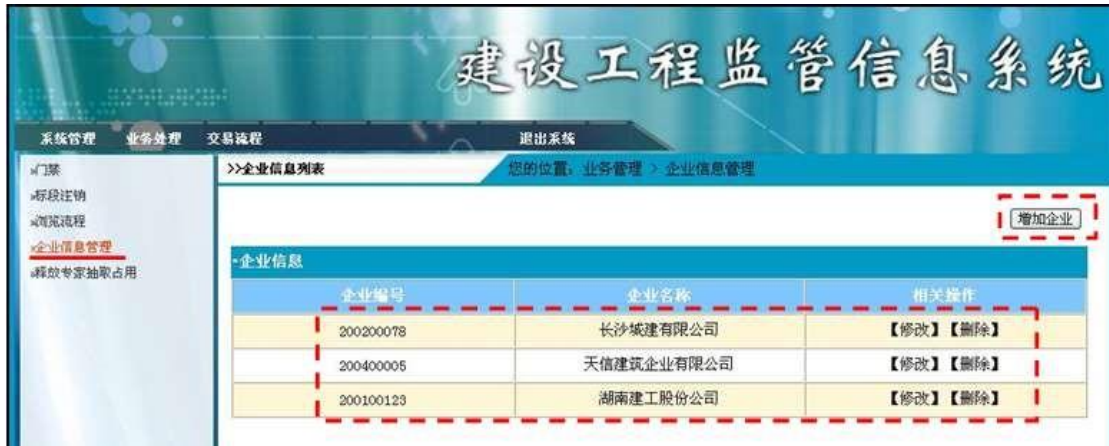 建设工程监管信息系统
系统管理 业务处理 交易流程 退出系统
»门禁
»标段注销
»浏览流程
»企业信息管理
»释放专家抽取占用
>>企业信息列表
您的位置：业务管理 > 企业信息管理
增加企业
企业信息
企业编号 企业名称 相关操作
200200078 长沙城建有限公司 【修改】【删除】
200400005 天信建筑企业有限公司 【修改】【删除】
200100123 湖南建工股份公司 【修改】【删除】